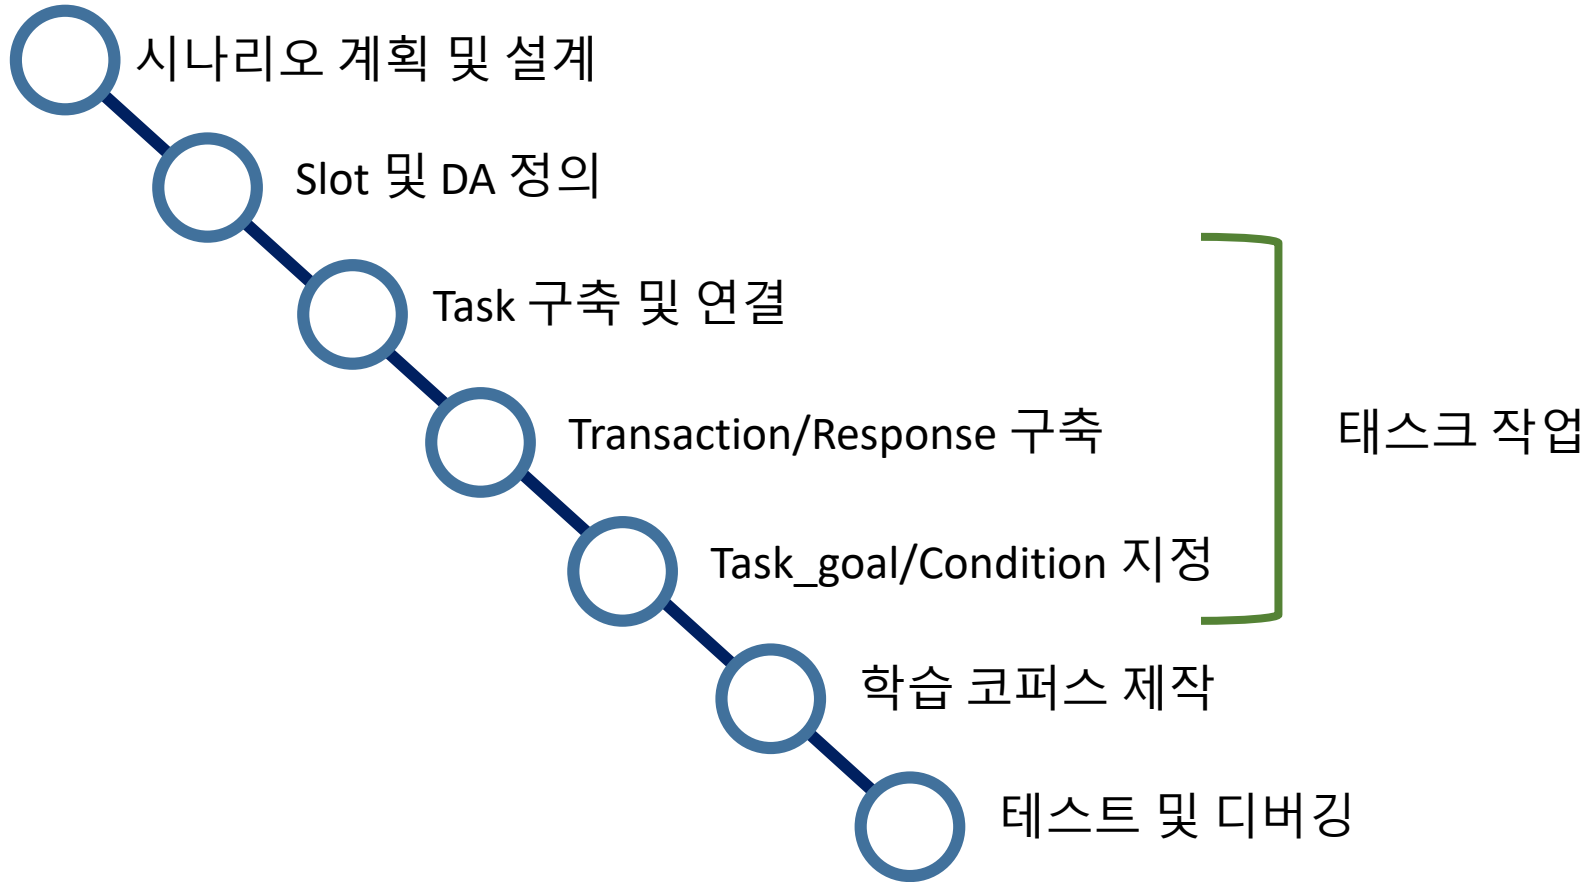 시나리오 계획 및 설계
Slot 및 DA 정의
Task 구축 및 연결
Transaction/Response 구축
태스크 작업
Task_goal/Condition 지정
학습 코퍼스 제작
테스트 및 디버깅